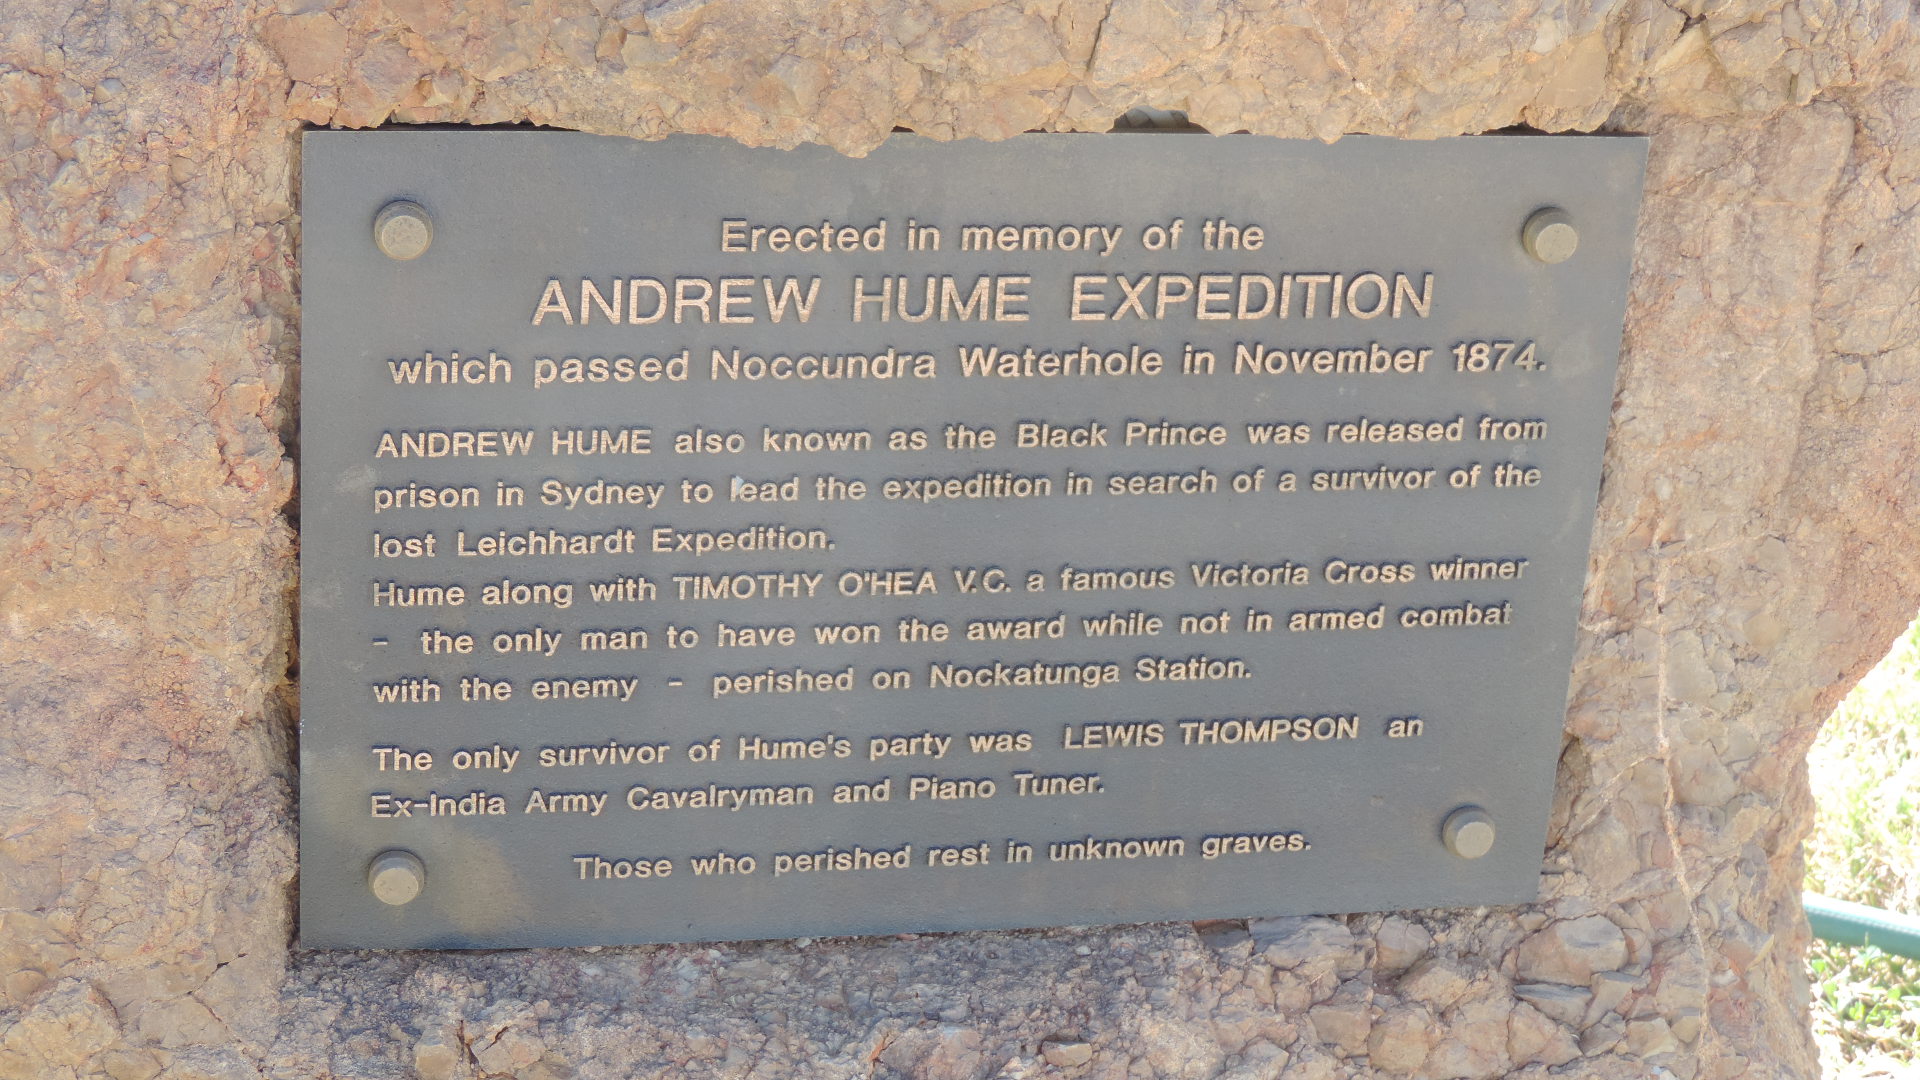 Erected in memory of the
ANDREW HUME EXPEDITION
which passed Noccundra Waterhole in November 1874.
ANDREW HUME also known as the Black Prince was released from
prison in Sydney to lead the expedition in search of a survivor of the
lost Leichhardt Expedition.
Hume along with TIMOTHY O'HEA V.C. a famous Victoria Cross winner
- the only man to have won the award while not in armed combat
with the enemy - perished on Nockatunga Station.
The only survivor of Hume's party was LEWIS THOMPSON an
Ex-India Army Cavalryman and Piano Tuner.
Those who perished rest in unknown graves.